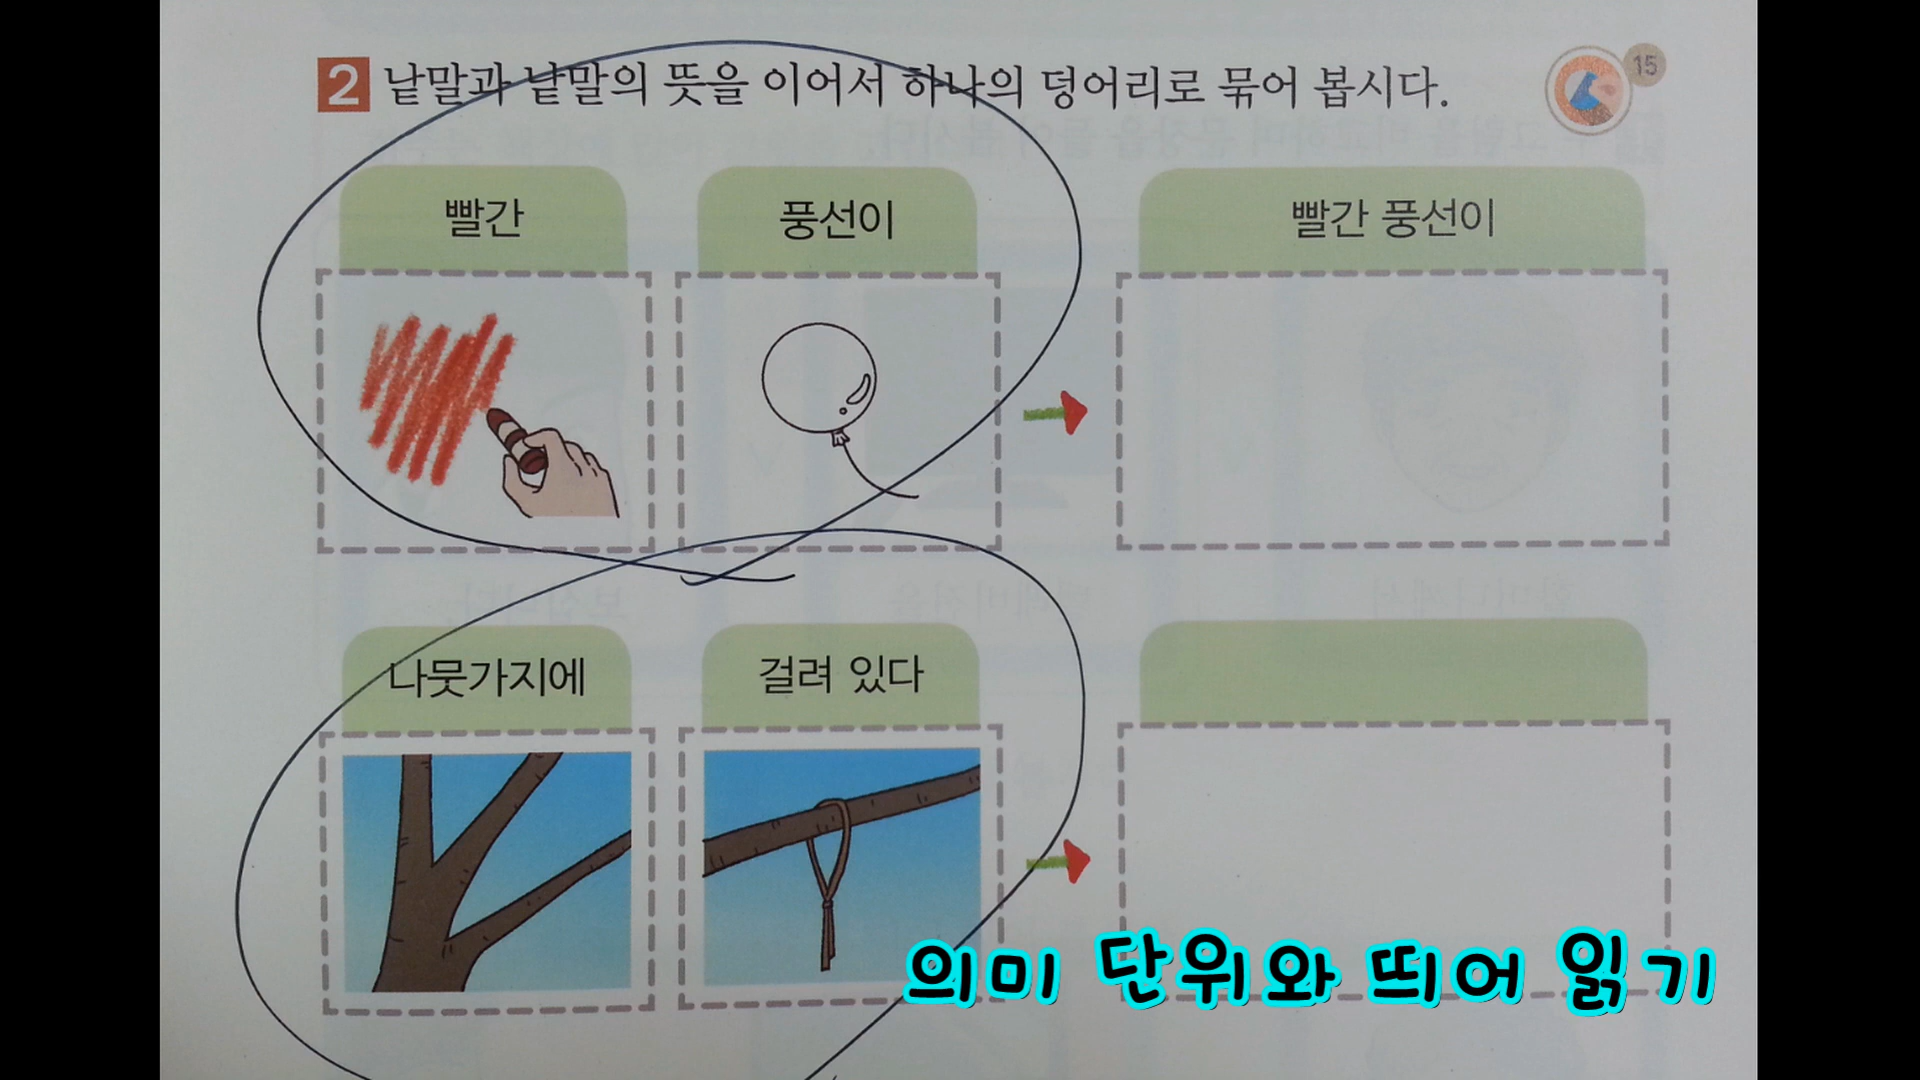 2 낱말과 낱말의 뜻을 이어서 하나의 덩어리로 묶어 봅시다.
15
빨간
풍선이
빨간 풍선이
나뭇가지에
걸려 있다
의미 단위와 띄어 읽기